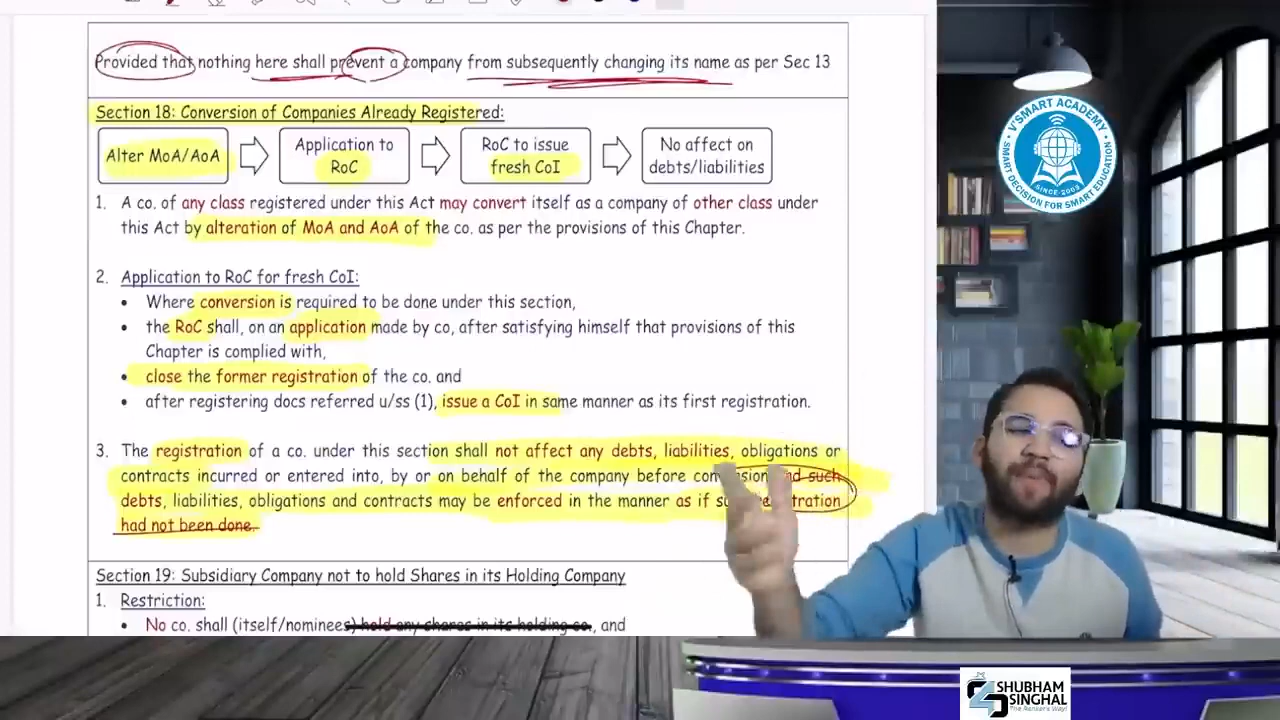 Provided that nothing here shall prevent a company from subsequently changing its name as per Sec 13
Section 18: Conversion of Companies Already Registered:
Alter MoA/AoA
Application to
RoC
RoC to issue
fresh CoI
No affect on
debts/liabilities
1. A co. of any class registered under this Act may convert itself as a company of other class under
this Act by alteration of MoA and AoA of the co. as per the provisions of this Chapter.
2. Application to RoC for fresh CoI:
• Where conversion is required to be done under this section,
• the RoC shall, on an application made by co, after satisfying himself that provisions of this
Chapter is complied with,
• close the former registration of the co. and
• after registering docs referred u/ss (1), issue a CoI in same manner as its first registration.
3. The registration of a co. under this section shall not affect any debts, liabilities, obligations or
contracts incurred or entered into, by or on behalf of the company before such
debts, liabilities, obligations and contracts may be enforced in the manner as if
had not been done.
Section 19: Subsidiary Company not to hold Shares in its Holding Company
1. Restriction:
• No co. shall (itself/nominees) hold any shares in its holding co., and
V'SMART ACADEMY
SINCE-2009
SMART DECISION FOR SMART EDUCATION
SHUBHAM
SINGHAL
The Ranker's Way!